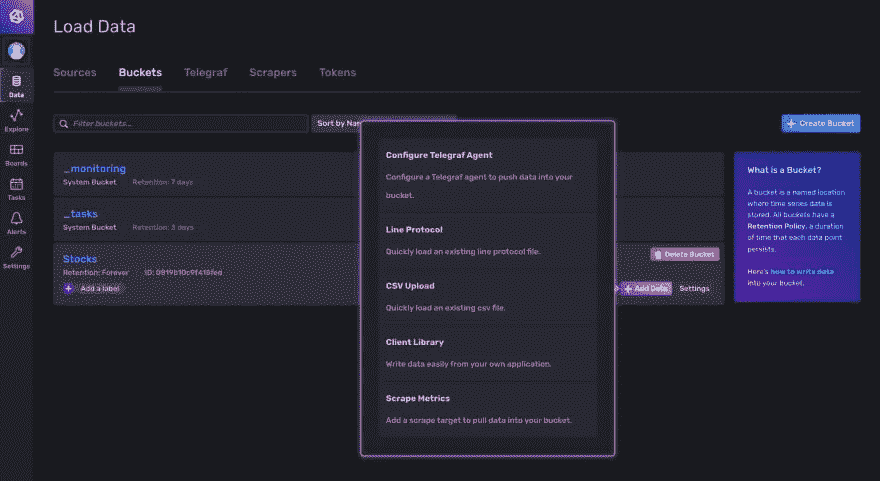 Load Data
Sources Buckets Telegraf Scrapers Tokens
Data
Explore
Boards
Tasks
Alerts
Settings
Filter buckets...
Sort by Nam
+ Create Bucket
_monitoring
System Bucket Retention: 7 days
_tasks
System Bucket Retention: 3 days
Stocks
Retention: Forever
Add a label
Configure Telegraf Agent
Configure a Telegraf agent to push data into your
bucket.
Line Protocol
Quickly load an existing line protocol file.
CSV Upload
Quickly load an existing csv file.
Client Library
Write data easily from your own application.
Scrape Metrics
Add a scrape target to pull data into your bucket.
Delete Bucket
+ Add Data Settings
What is a Bucket?
A bucket is a named location
where time series data is
stored. All buckets have a
Retention Policy, a duration
of time that each data point
persists.
Here's how to write data
into your bucket.